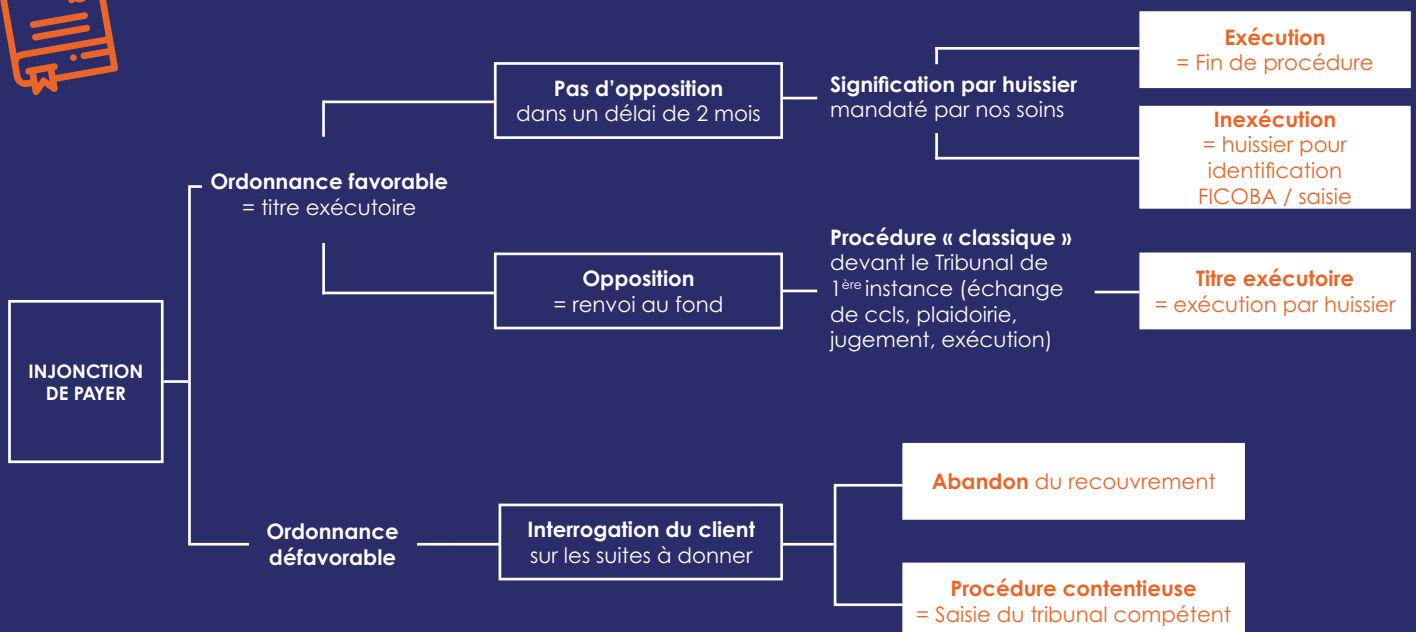 INJONCTION
DE PAYER
Ordonnance favorable
= titre exécutoire
Pas d’opposition
dans un délai de 2 mois
Signification par huissier
mandaté par nos soins
Exécution
= Fin de procédure
Inexécution
= huissier pour
identification
FICOBA / saisie
Opposition
= renvoi au fond
Procédure « classique »
devant le Tribunal de
1ère instance (échange
de ccls, plaidoirie,
jugement, exécution)
Titre exécutoire
= exécution par huissier
Ordonnance
défavorable
Interrogation du client
sur les suites à donner
Abandon du recouvrement
Procédure contentieuse
= Saisie du tribunal compétent